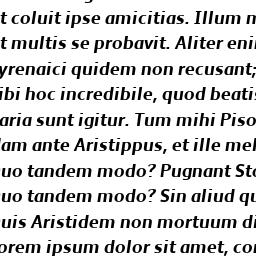 t coluit ipse amicitias. Illum m
t multis se probavit. Aliter eni
yrenaici quidem non recusant;
ibi hoc incredibile, quod beatis
aria sunt igitur. Tum mihi Piso
lam ante Aristippus, et ille mel
uo tandem modo? Pugnant Sto
uo tandem modo? Sin aliud qu
uis Aristidem non mortuum di
orem ipsum dolor sit amet, con